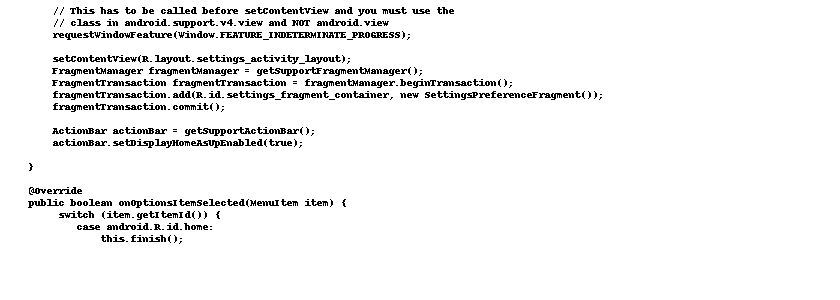 // This has to be called before setContentView and you must use the
// class in android.support.v4.view and NOT android.view
requestWindowFeature(Window.FEATURE_INDETERMINATE_PROGRESS);
setContentView(R.layout.settings_activity_layout);
FragmentManager fragmentManager = getSupportFragmentManager();
FragmentTransaction fragmentTransaction = fragmentManager.beginTransaction();
fragmentTransaction.add(R.id.settings_fragment_container, new SettingsPreferenceFragment());
fragmentTransaction.commit();
ActionBar actionBar = getSupportActionBar();
actionBar.setDisplayHomeAsUpEnabled(true);
}
@Override
public boolean onOptionsItemSelected(MenuItem item) {
switch (item.getItemId()) {
case android.R.id.home:
this.finish();